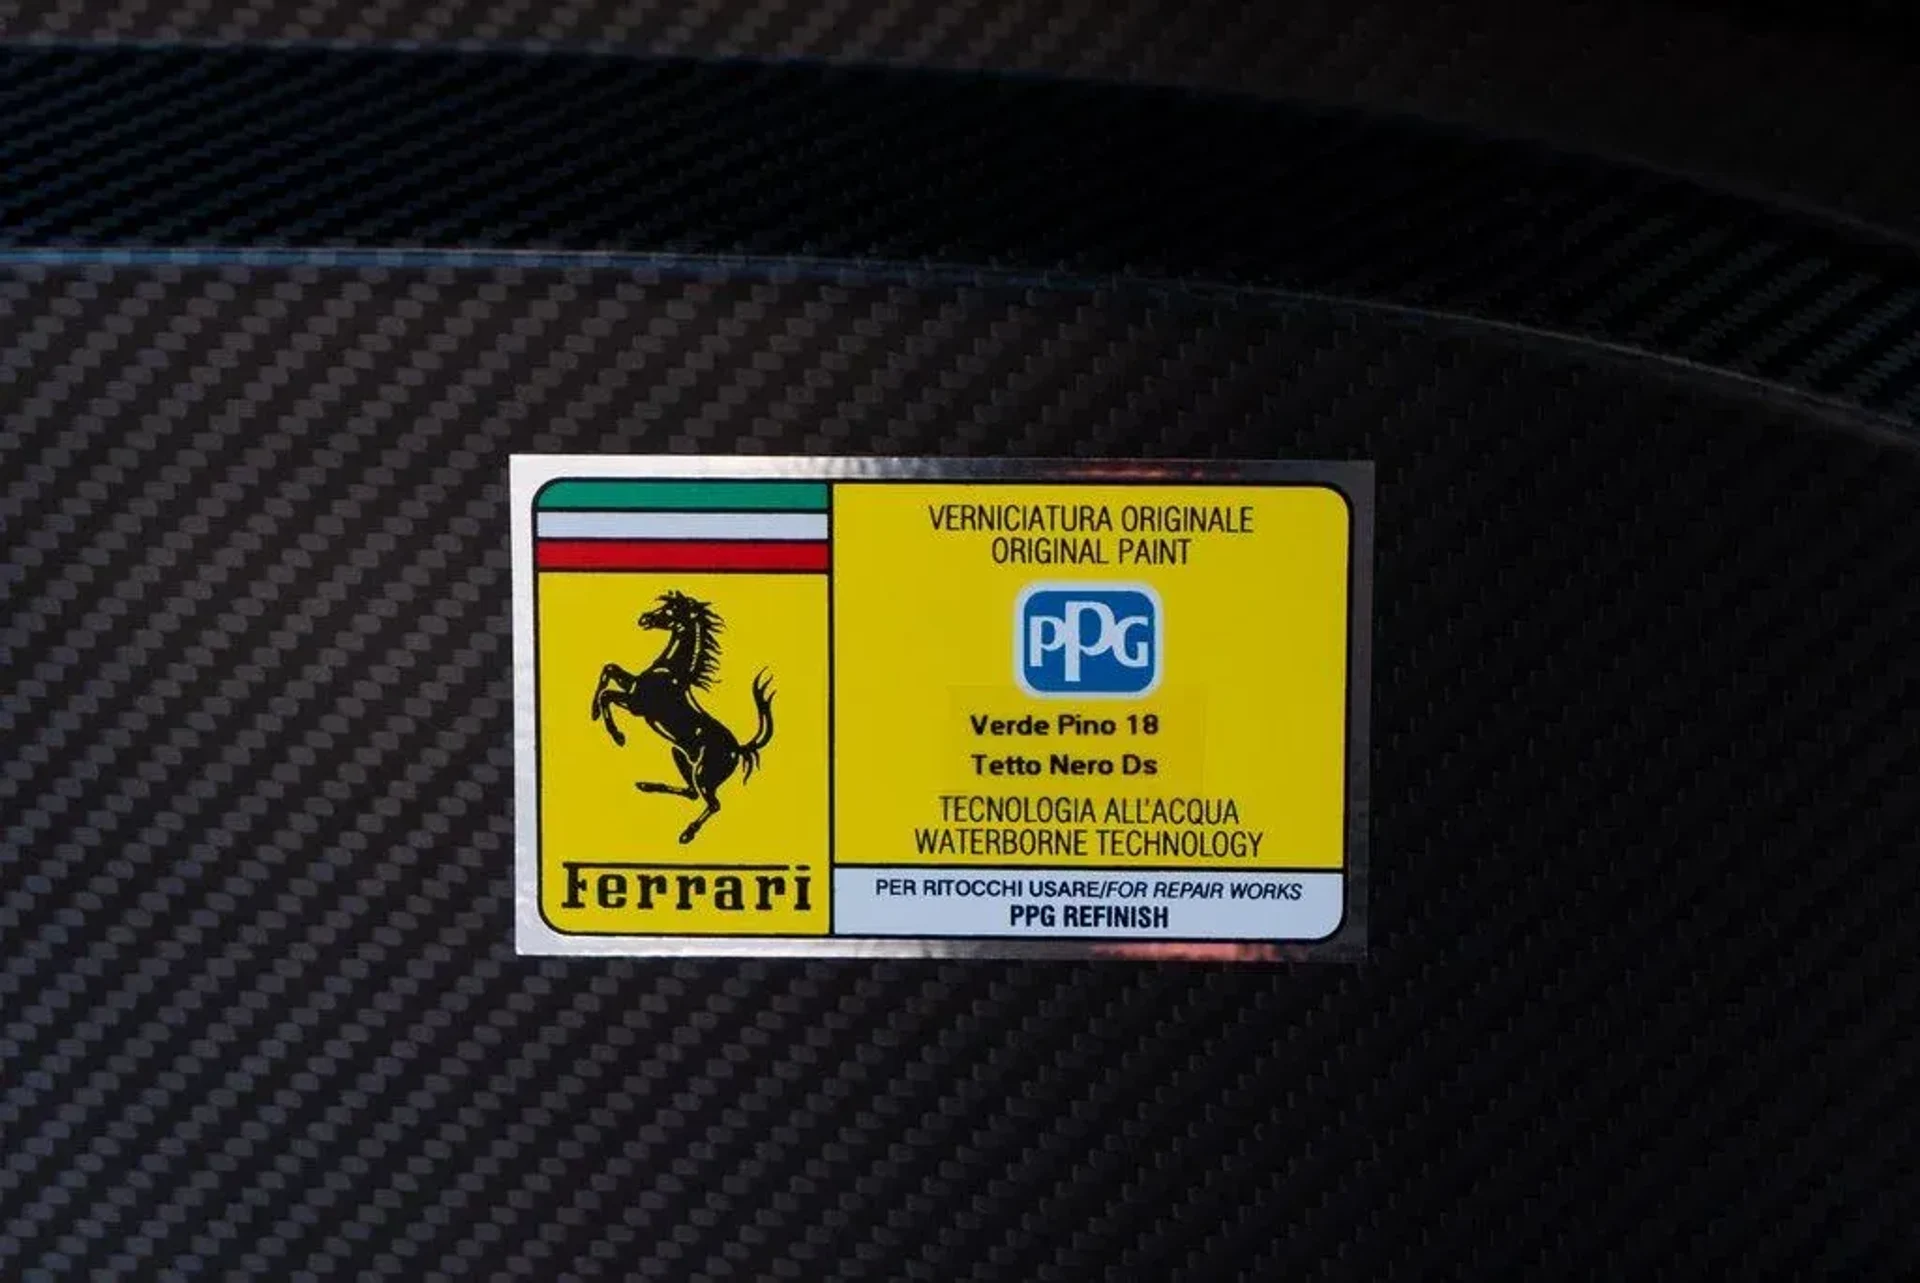 VERNICIATURA ORIGINALE
ORIGINAL PAINT
PPG
Verde Pino 18
Tetto Nero Ds
TECNOLOGIA ALL'ACQUA
WATERBORNE TECHNOLOGY
Ferrari
PER RITOCCHI USARE/FOR REPAIR WORKS
PPG REFINISH